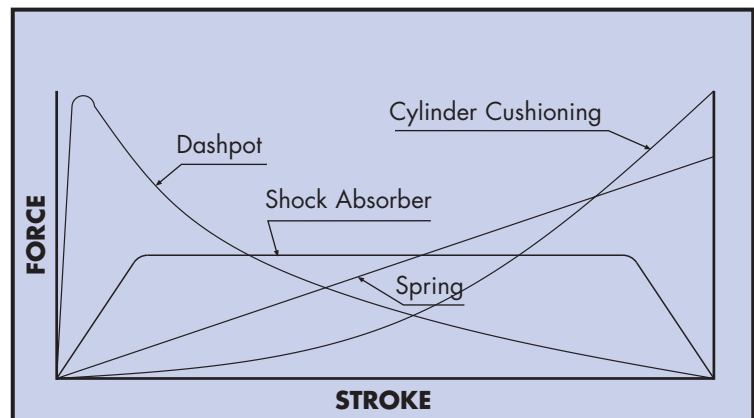 Cylinder Cushioning
Dashpot
Shock Absorber
Spring
FORCE
STROKE